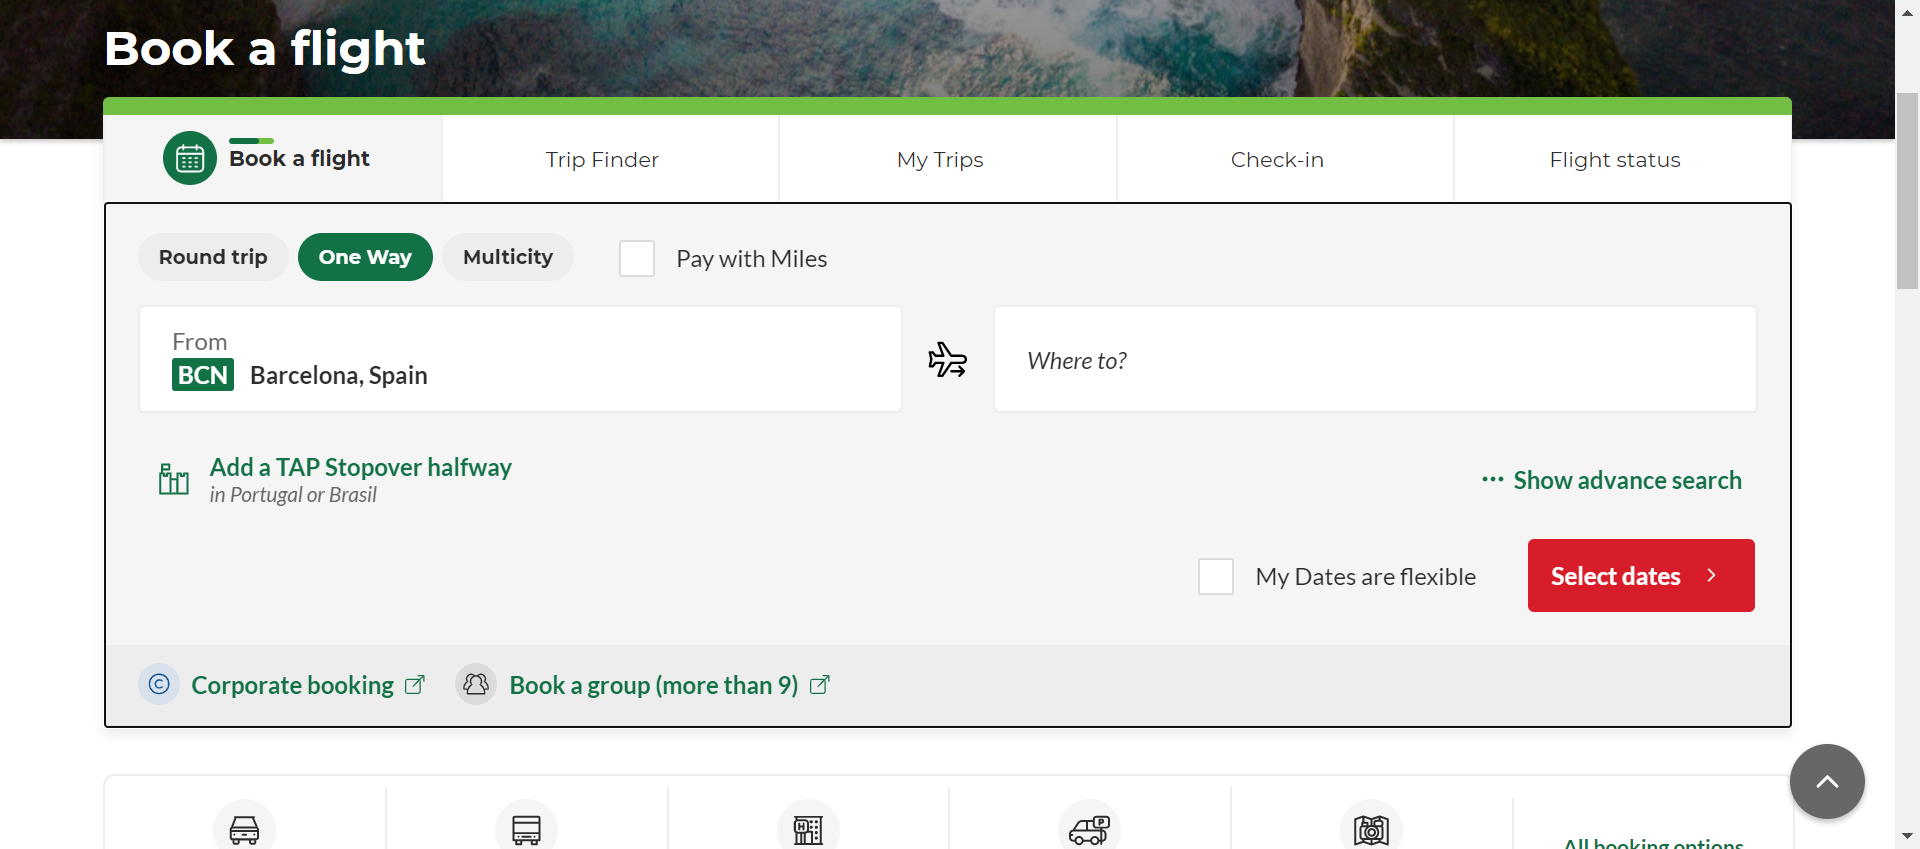 Book a flight
Book a flight
Trip Finder
My Trips
Check-in
Flight status
Round trip
One Way
Multicity
Pay with Miles
From
BCN Barcelona, Spain
Where to?
Add a TAP Stopover halfway
in Portugal or Brasil
··· Show advance search
My Dates are flexible
Select dates
Corporate booking
Book a group (more than 9)
All booking options